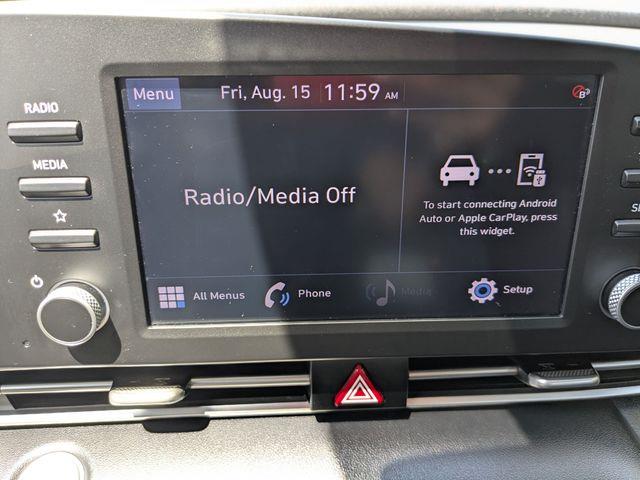 RADIO
MEDIA
Menu
Fri, Aug. 15 11:59 AM
Radio/Media Off
To start connecting Android
Auto or Apple CarPlay, press
this widget.
All Menus
Phone
Media
Setup